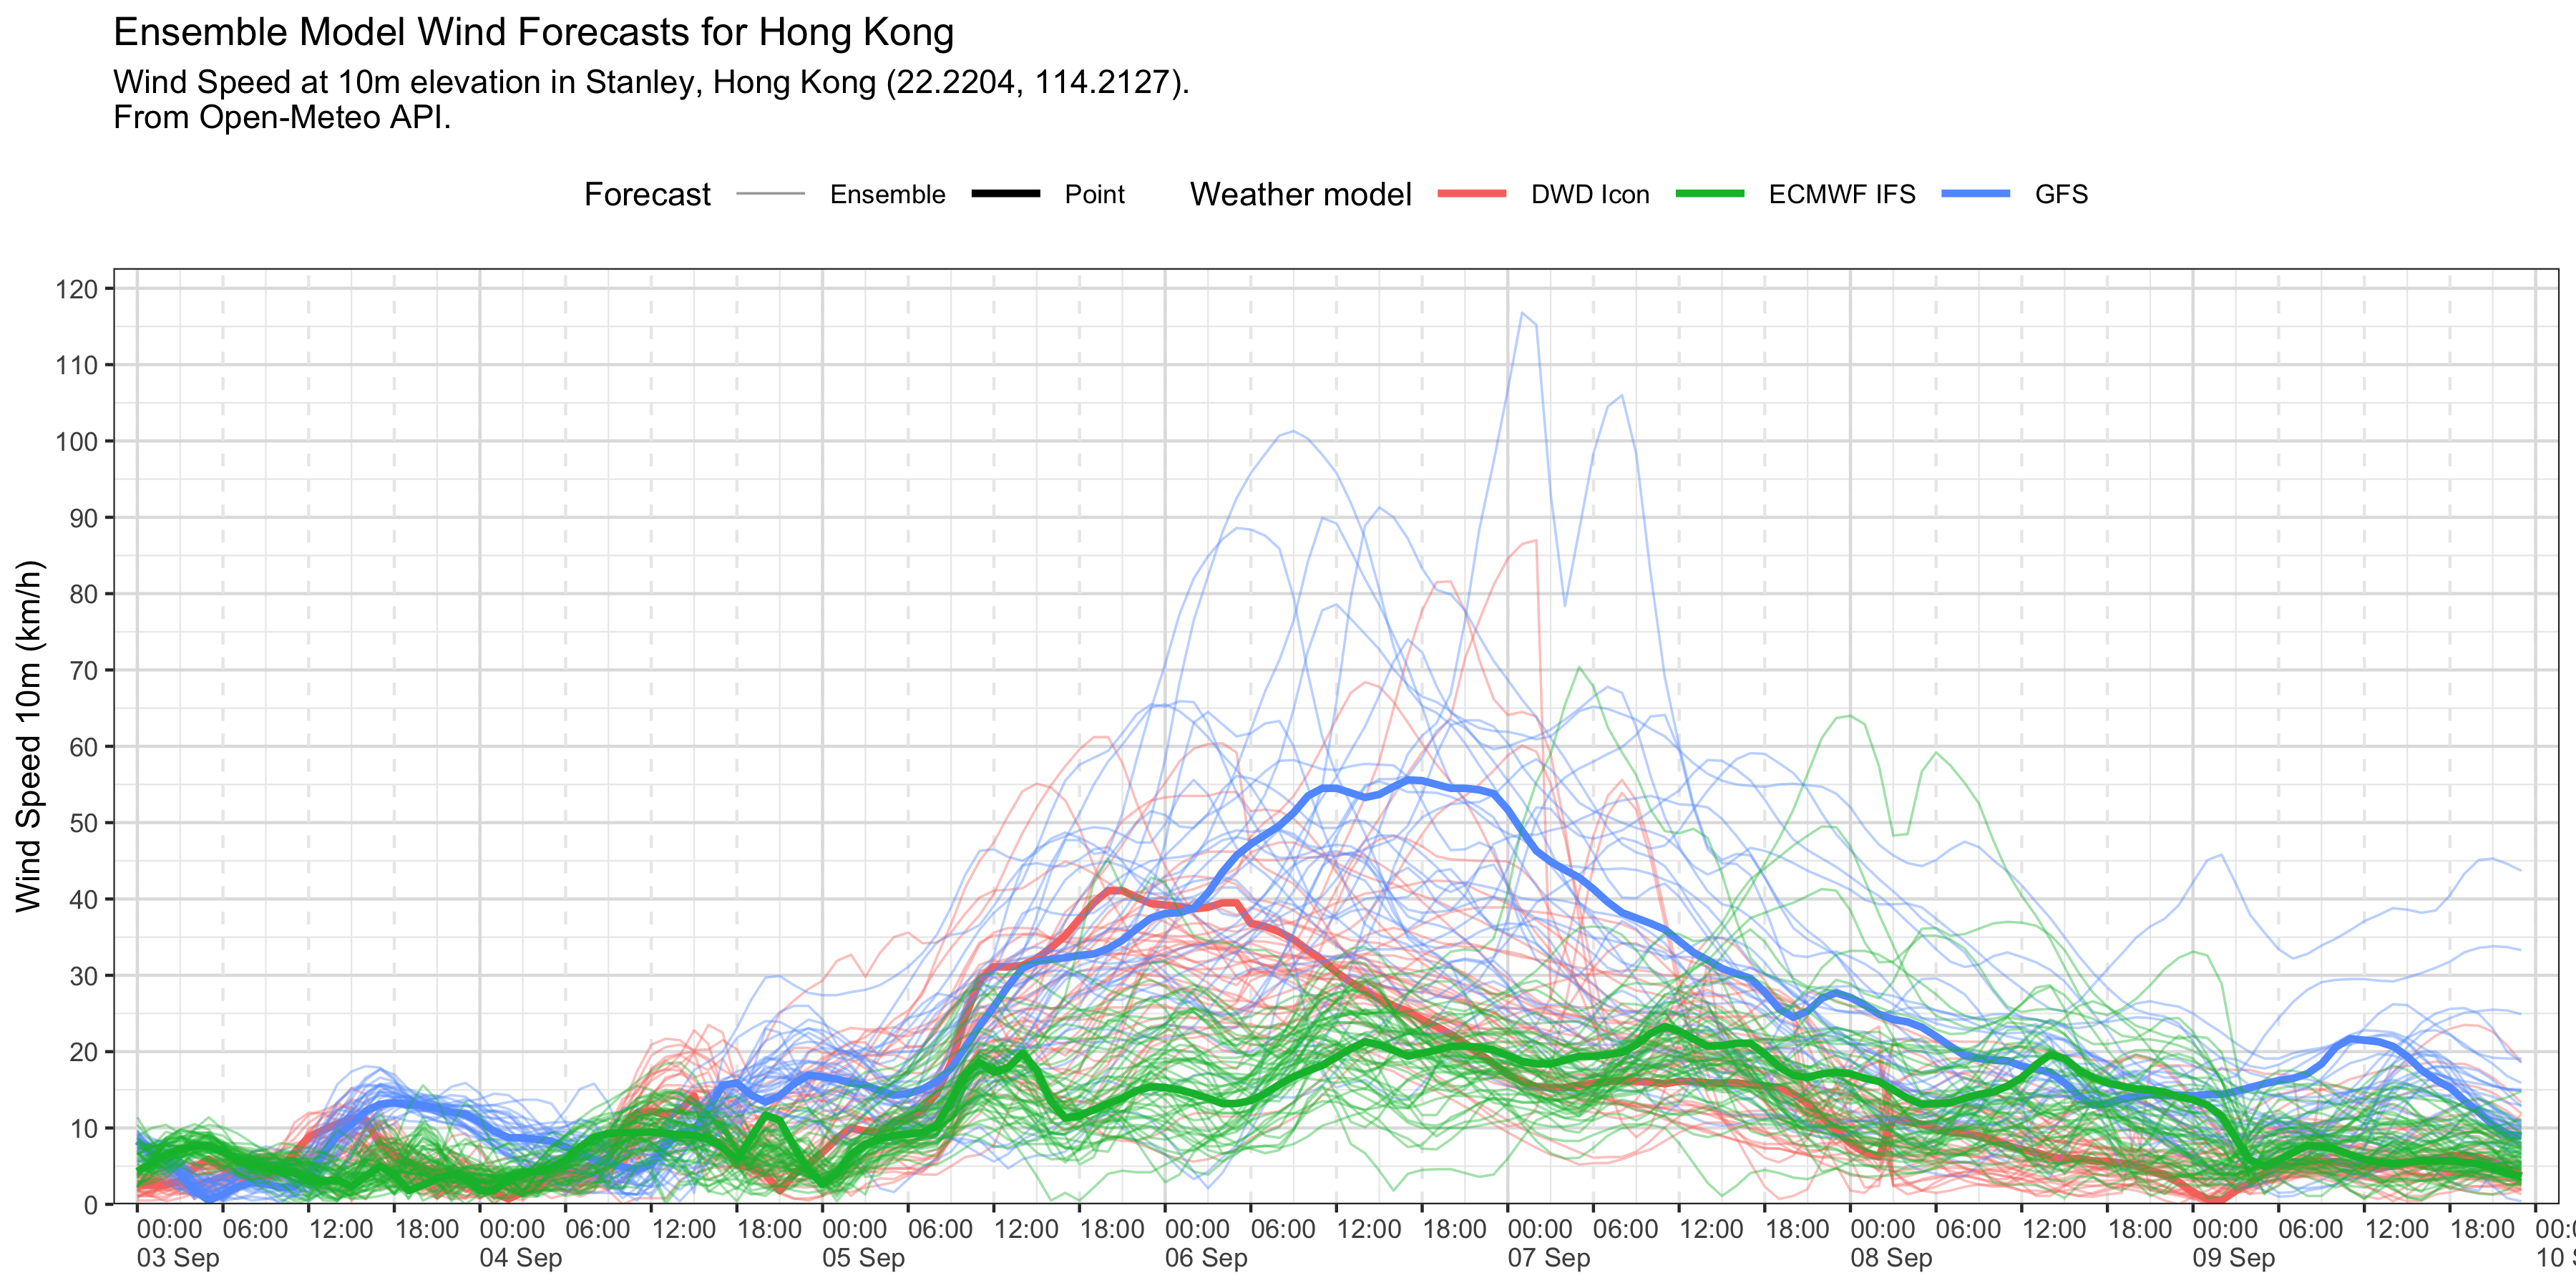 Ensemble Model Wind Forecasts for Hong Kong
Wind Speed at 10m elevation in Stanley, Hong Kong (22.2204, 114.2127).
From Open-Meteo API.
Forecast Ensemble Point Weather model DWD Icon ECMWF IFS GFS
Wind Speed 10m (km/h)
120
110
100
90
80
70
60
50
40
30
20
10
0
00:00 06:00 12:00 18:00 00:00 06:00 12:00 18:00 00:00 06:00 12:00 18:00 00:00 06:00 12:00 18:00 00:00 06:00 12:00 18:00 00:00 06:00 12:00 18:00 00:00 06:00 12:00 18:00
03 Sep 04 Sep 05 Sep 06 Sep 07 Sep 08 Sep 09 Sep 10